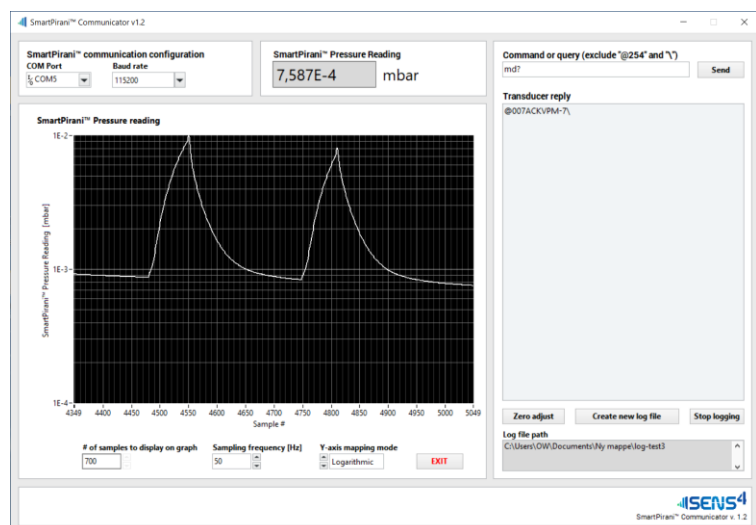 SmartPirani™ Communicator v1.2
SmartPirani™ communication configuration
COM Port
Baud rate
COM5
115200
SmartPirani™ Pressure Reading
7,587E-4
mbar
Command or query (exclude "@254" and "\")
md?
Send
Transducer reply
@007ACKVPM-7\
SmartPirani™ Pressure reading
1E-2
1E-3
1E-4
SmartPirani™ Pressure Reading [mbar]
4349
4400
4450
4500
4550
4600
4650
4700
4750
4800
4850
4900
4950
5000
5049
Sample #
# of samples to display on graph
700
Sampling frequency [Hz]
50
Y-axis mapping mode
Logarithmic
EXIT
Zero adjust
Create new log file
Stop logging
Log file path
C:\Users\OW\Documents\Ny mappe\log-test3
SENS4
SmartPirani™ Communicator v. 1.2